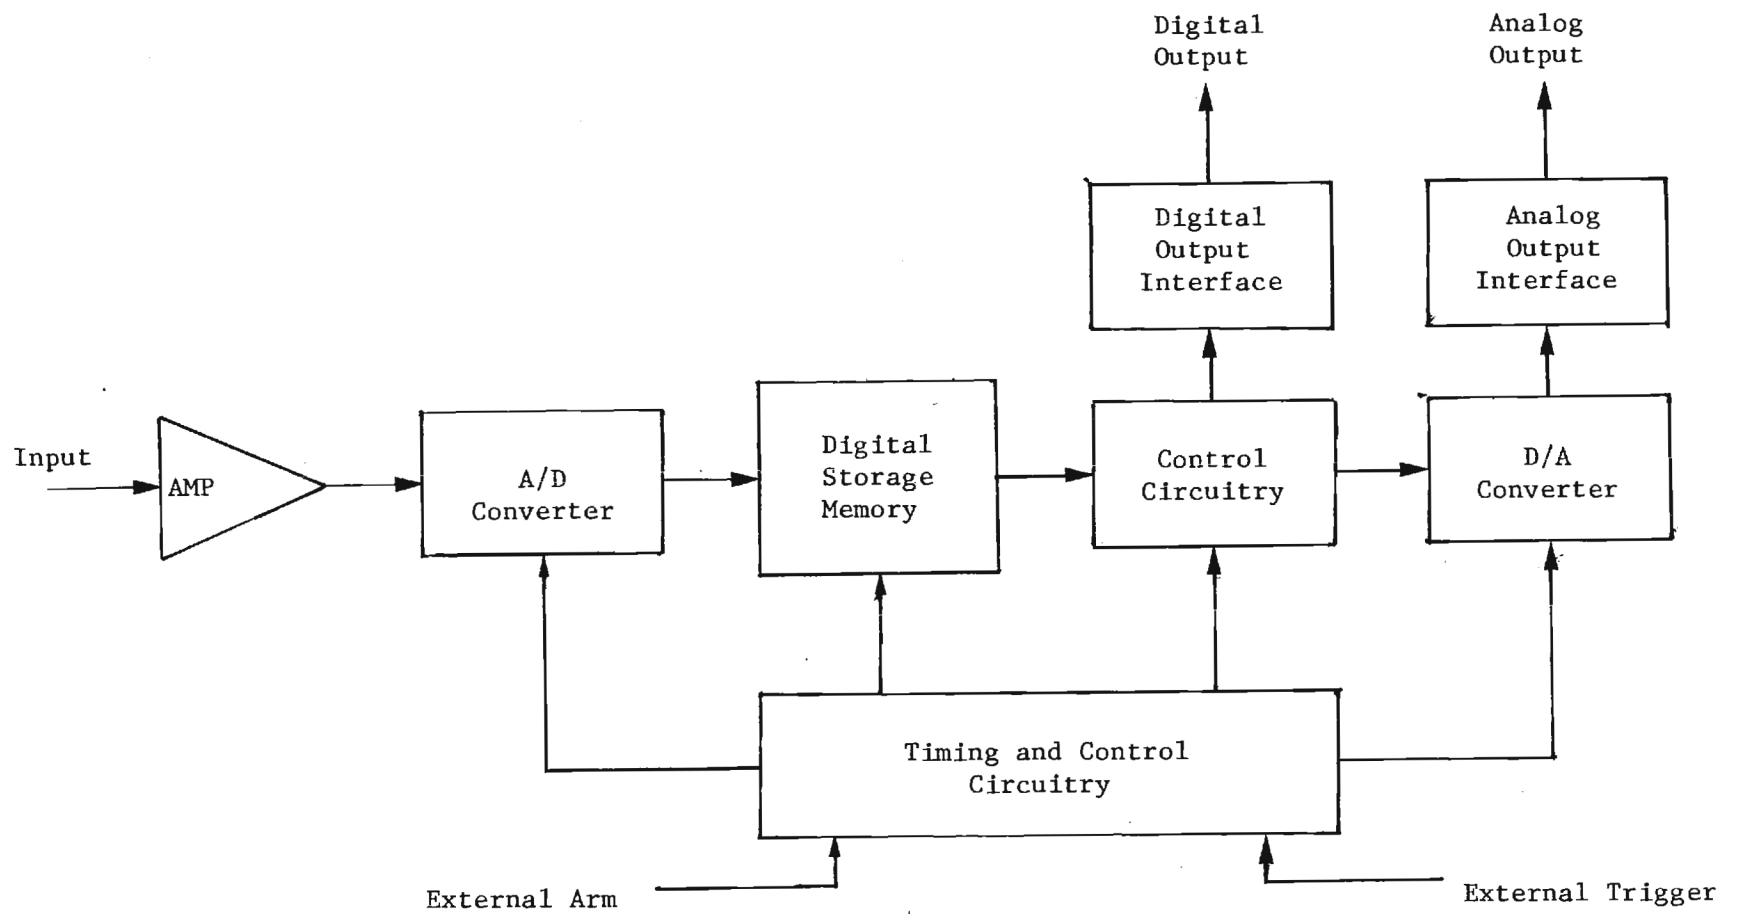 Digital
Output
Analog
Output
Digital
Output
Interface
Analog
Output
Interface
Input
AMP
A/D
Converter
Digital
Storage
Memory
Control
Circuitry
D/A
Converter
Timing and Control
Circuitry
External Arm
External Trigger